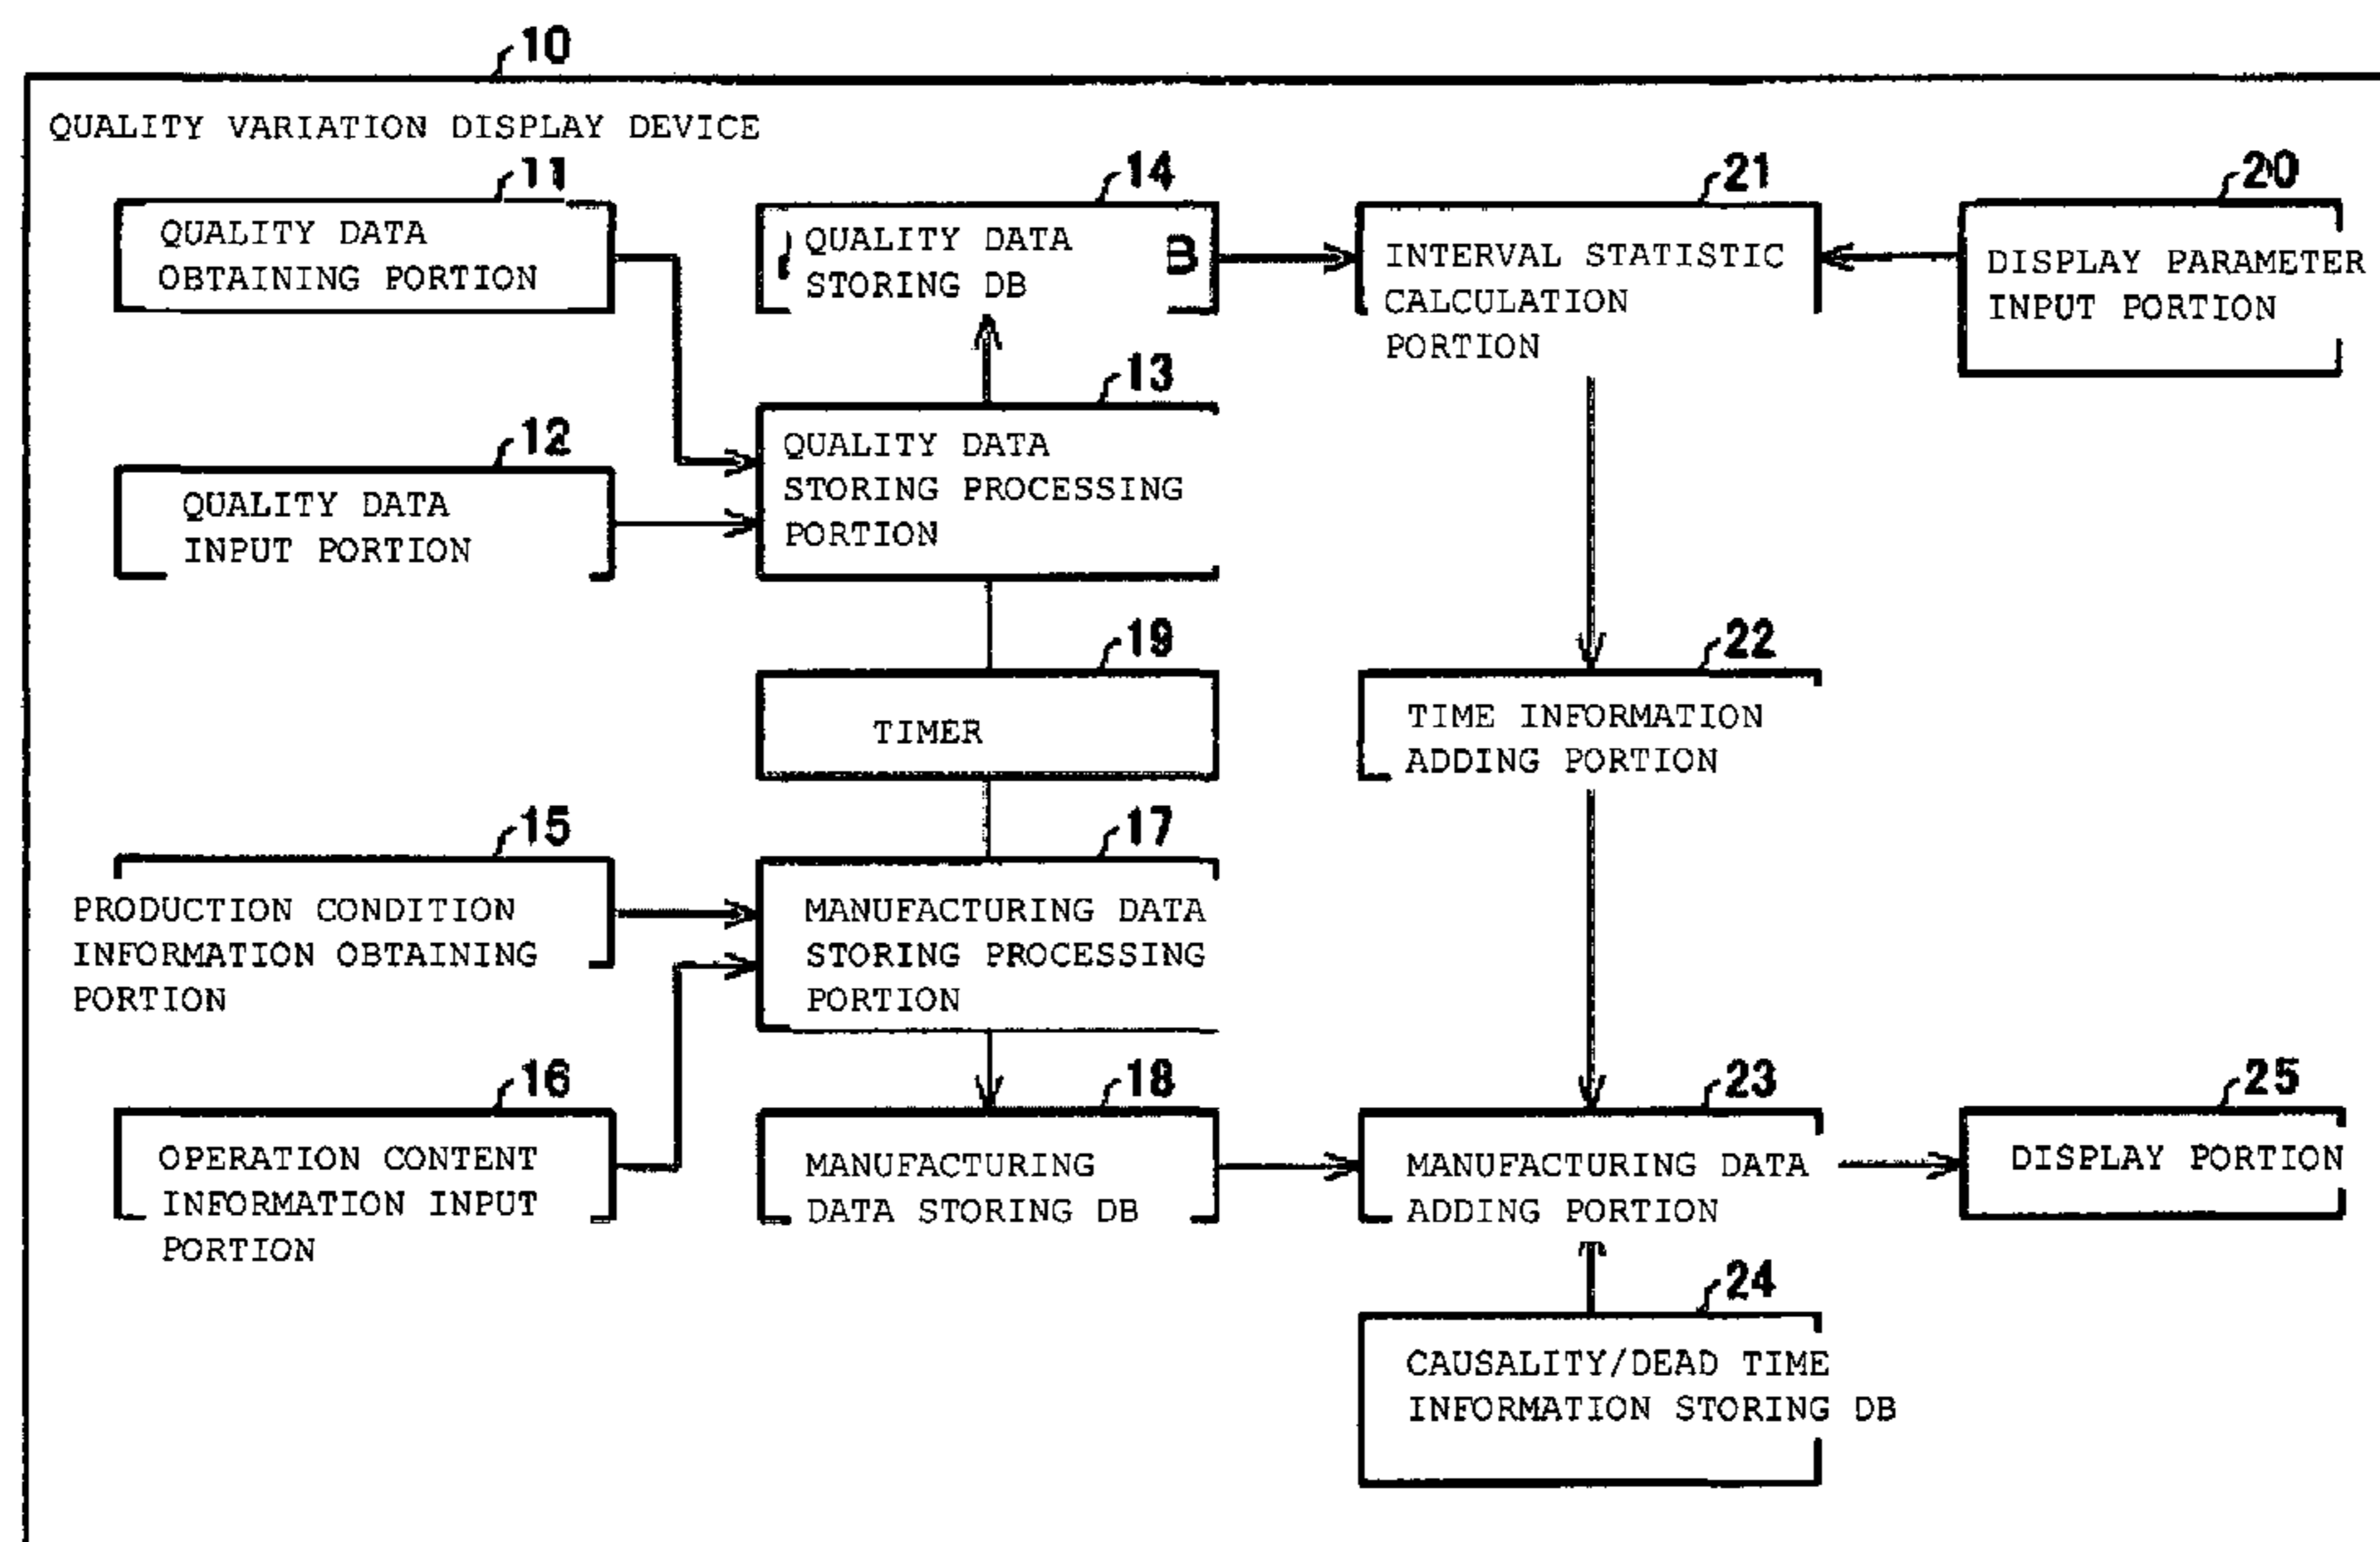 10
QUALITY VARIATION DISPLAY DEVICE
11
QUALITY DATA
OBTAINING PORTION
14
QUALITY DATA
STORING DB
21
INTERVAL STATISTIC
CALCULATION
PORTION
20
DISPLAY PARAMETER
INPUT PORTION
12
QUALITY DATA
INPUT PORTION
13
QUALITY DATA
STORING PROCESSING
PORTION
19
TIMER
22
TIME INFORMATION
ADDING PORTION
15
PRODUCTION CONDITION
INFORMATION OBTAINING
PORTION
17
MANUFACTURING DATA
STORING PROCESSING
PORTION
16
OPERATION CONTENT
INFORMATION INPUT
PORTION
18
MANUFACTURING
DATA STORING DB
23
MANUFACTURING DATA
ADDING PORTION
25
DISPLAY PORTION
24
CAUSALITY/DEAD TIME
INFORMATION STORING DB